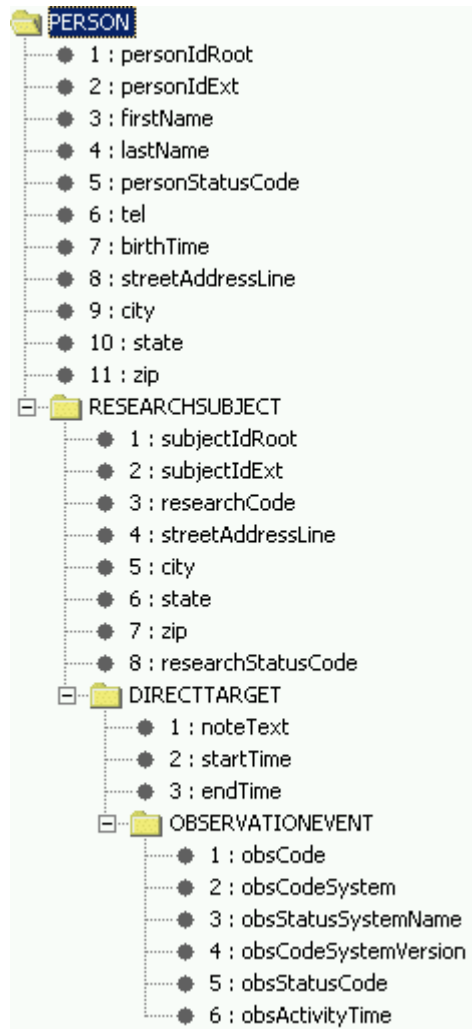 PERSON
1 : personIdRoot
2 : personIdExt
3 : firstName
4 : lastName
5 : personStatusCode
6 : tel
7 : birthTime
8 : streetAddressLine
9 : city
10 : state
11 : zip
RESEARCHSUBJECT
1 : subjectIdRoot
2 : subjectIdExt
3 : researchCode
4 : streetAddressLine
5 : city
6 : state
7 : zip
8 : researchStatusCode
DIRECTTARGET
1 : noteText
2 : startTime
3 : endTime
OBSERVATIONEVENT
1 : obsCode
2 : obsCodeSystem
3 : obsStatusSystemName
4 : obsCodeSystemVersion
5 : obsStatusCode
6 : obsActivityTime